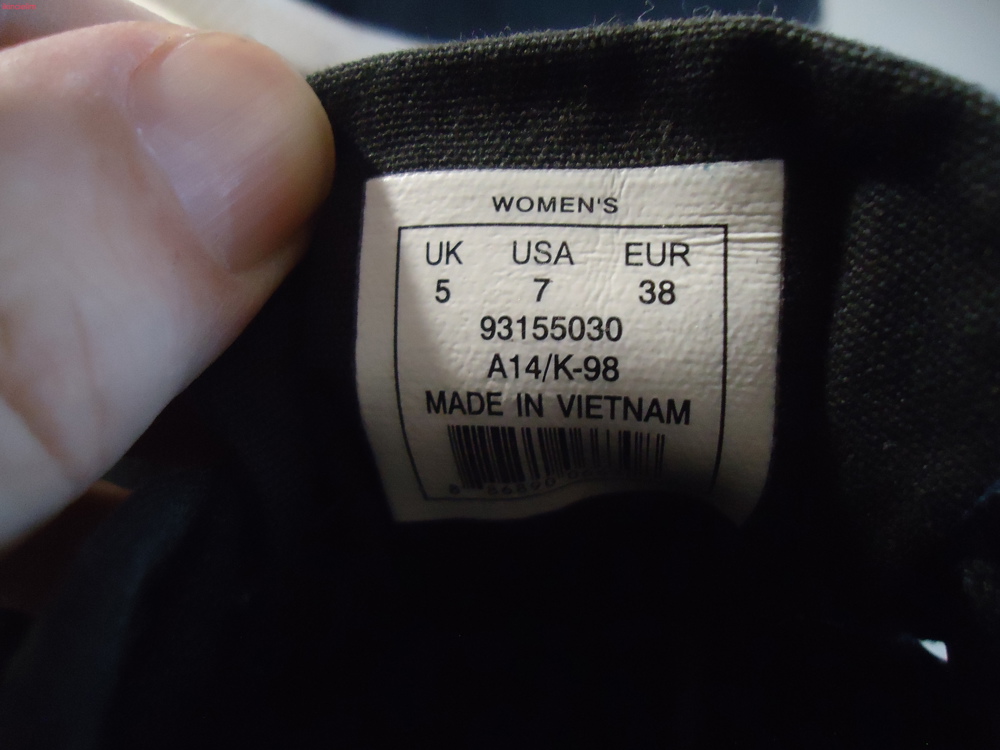 WOMEN'S
UK USA EUR
5 7 38
93155030
A14/K-98
MADE IN VIETNAM